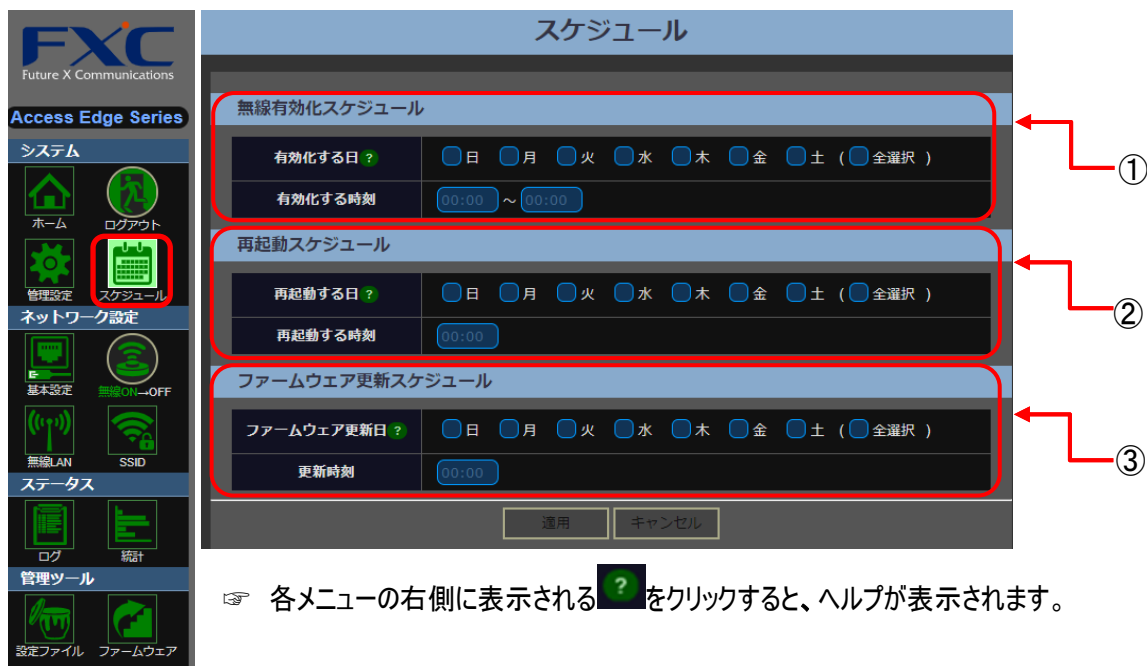 FXC
Future X Communications
Access Edge Series
システム
ホーム
ログアウト
管理設定
スケジュール
ネットワーク設定
基本設定
無線ON→OFF
無線LAN
SSID
ステータス
ログ
統計
管理ツール
設定ファイル
ファームウェア
スケジュール
無線有効化スケジュール
有効化する日 ? 日 月 火 水 木 金 土 ( 全選択 )
有効化する時刻 00:00 ～ 00:00
①
再起動スケジュール
再起動する日 ? 日 月 火 水 木 金 土 ( 全選択 )
再起動する時刻 00:00
②
ファームウェア更新スケジュール
ファームウェア更新日 ? 日 月 火 水 木 金 土 ( 全選択 )
更新時刻 00:00
③
適用 キャンセル
☞ 各メニューの右側に表示される ? をクリックすると、ヘルプが表示されます。